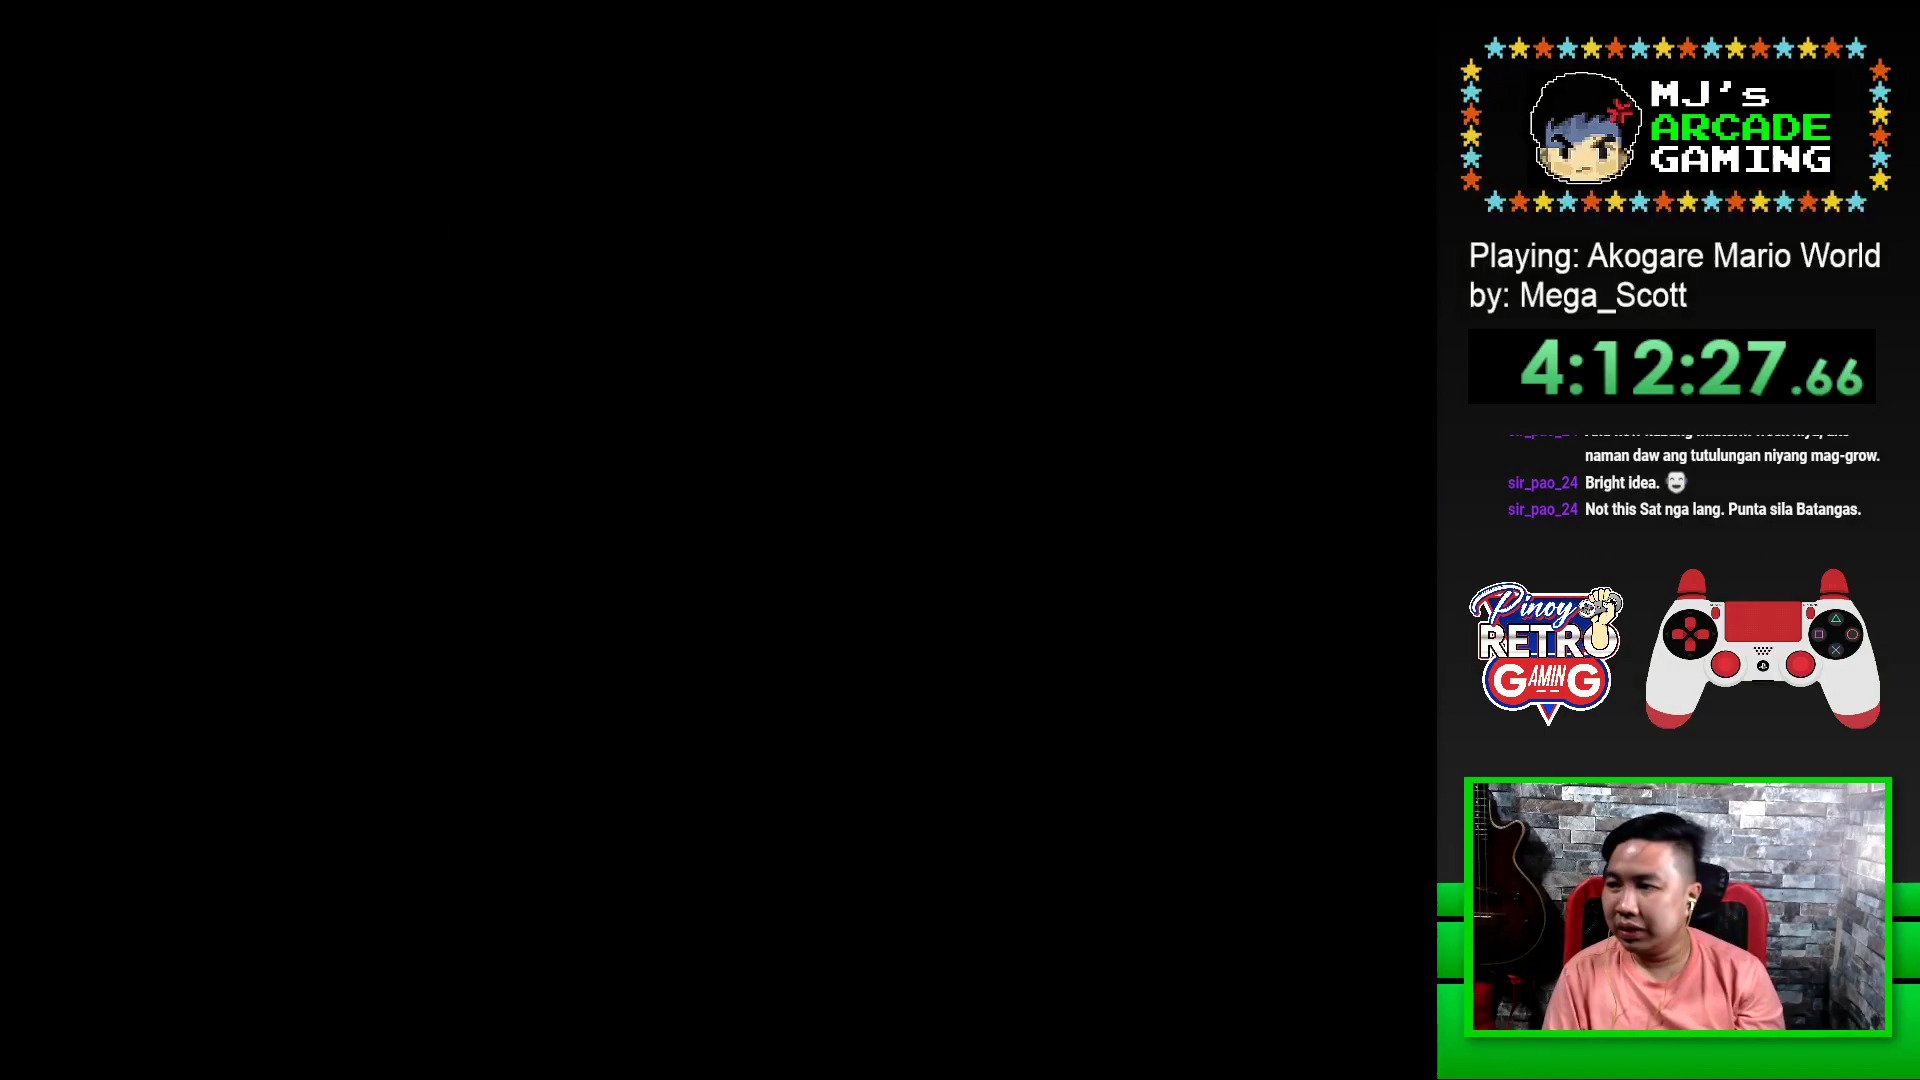 MJ's
ARCADE
GAMING
Playing: Akogare Mario World
by: Mega_Scott
4:12:27.66
naman daw ang tutulungan niyang mag-grow.
sir_pao_24 Bright idea.
sir_pao_24 Not this Sat nga lang. Punta sila Batangas.
Pinoy
RETRO
GAMING